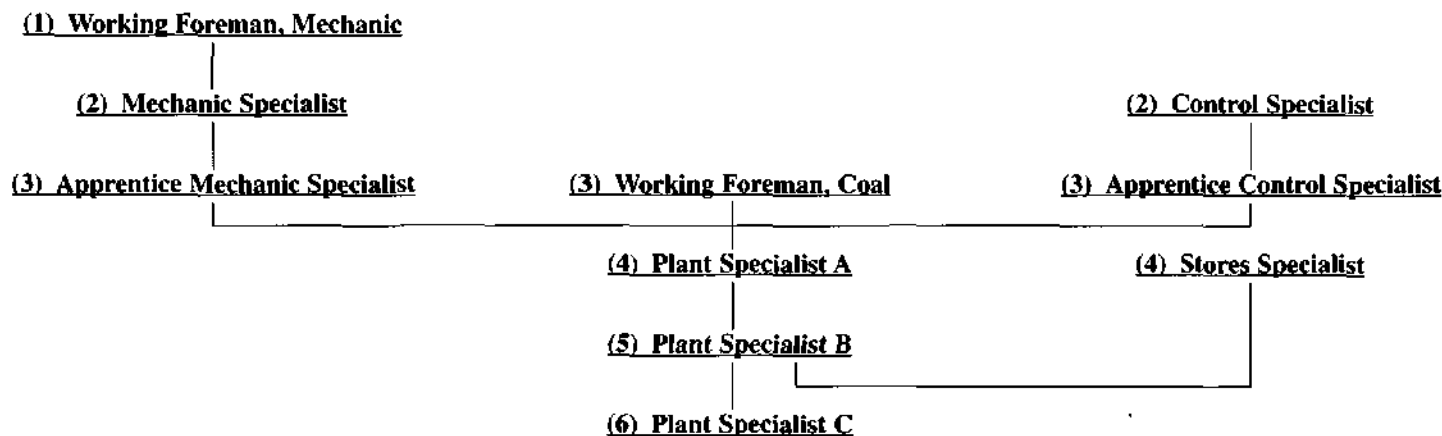 (1) Working Foreman, Mechanic
(2) Mechanic Specialist
(2) Control Specialist
(3) Apprentice Mechanic Specialist
(3) Working Foreman, Coal
(3) Apprentice Control Specialist
(4) Plant Specialist A
(4) Stores Specialist
(5) Plant Specialist B
(6) Plant Specialist C